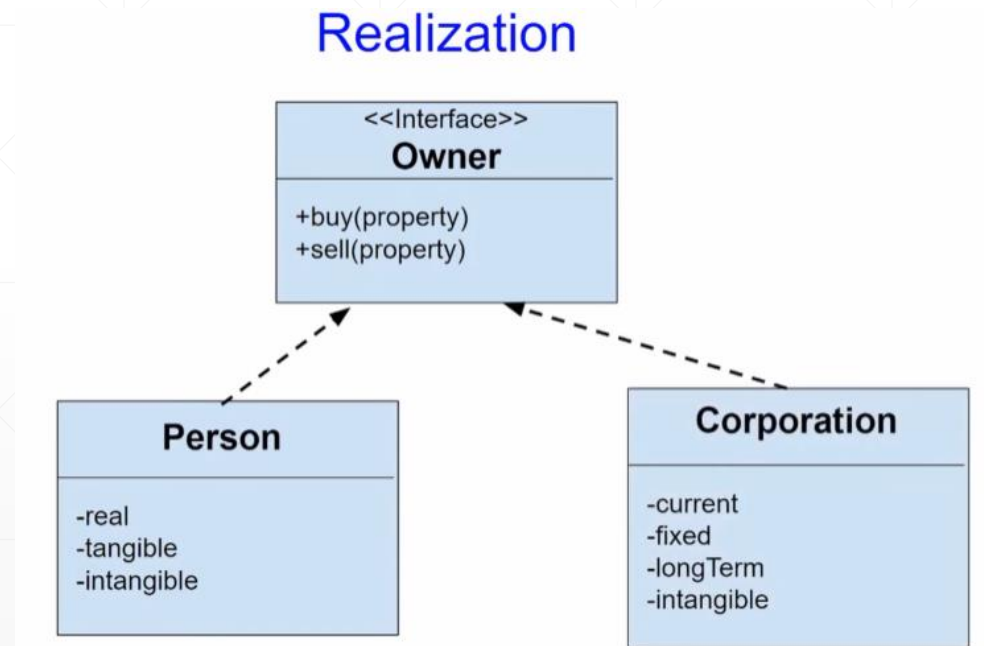 Realization
<<Interface>>
Owner
+buy(property)
+sell(property)
Person
-real
-tangible
-intangible
Corporation
-current
-fixed
-longTerm
-intangible